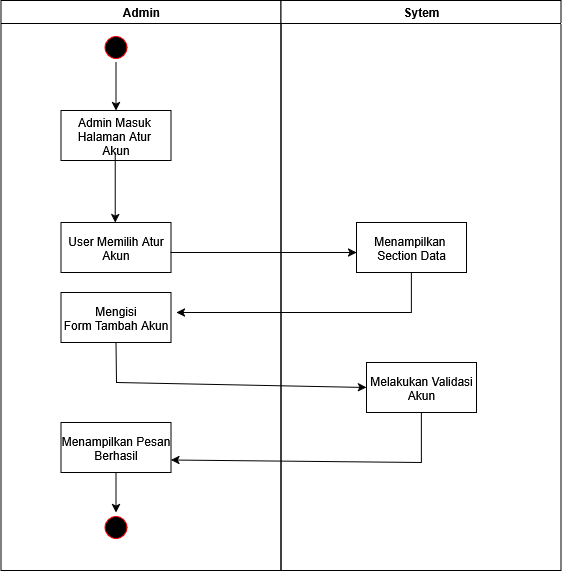 Admin
Sytem
Admin Masuk
Halaman Atur
Akun
User Memilih Atur
Akun
Menampilkan
Section Data
Mengisi
Form Tambah Akun
Melakukan Validasi
Akun
Menampilkan Pesan
Berhasil